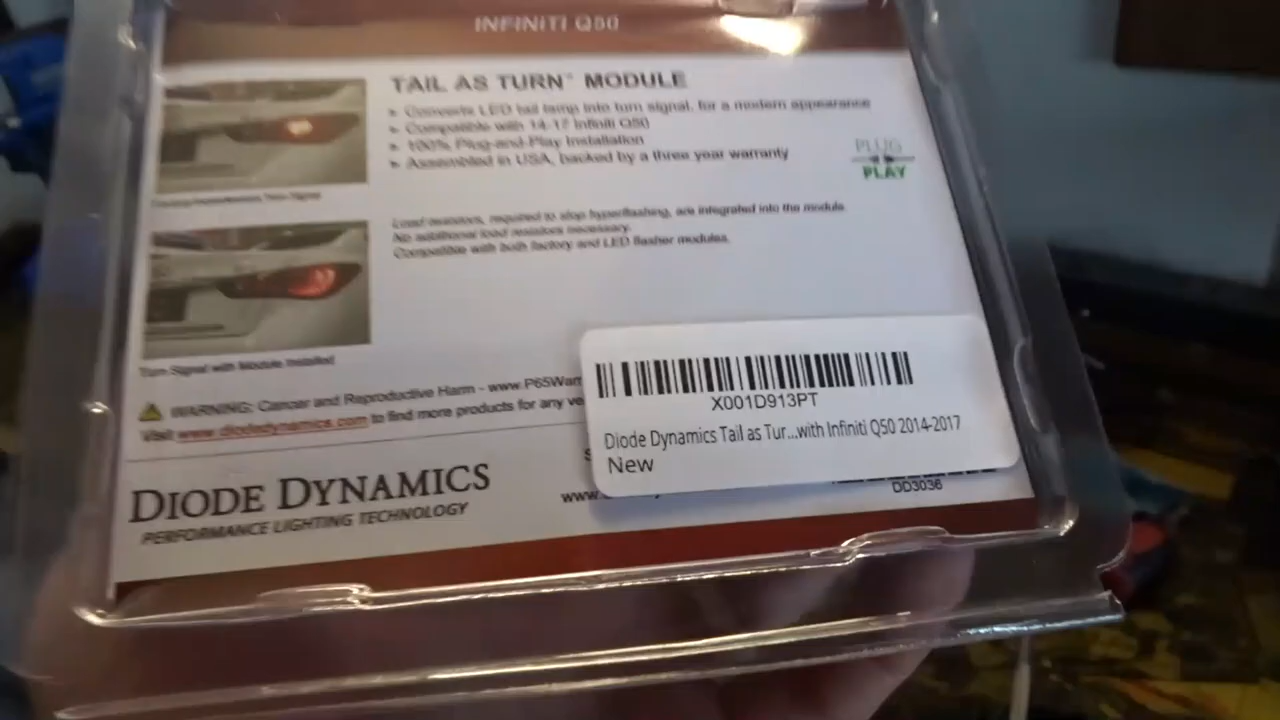 INFINITI Q50
TAIL AS TURN™ MODULE
Converts LED tail lamp into turn signal, for a modern appearance
Compatible with 14-17 Infiniti Q50
100% Plug-and-Play Installation
Assembled in USA, backed by a three year warranty
PLUG
PLAY
Turn Signal
Load resistors, required to stop hyperflashing, are integrated into the module.
No additional load resistors necessary.
Compatible with both factory and LED flasher modules.
Turn Signal with Module Installed
WARNING: Cancer and Reproductive Harm - www.P65Warn
Visit www.diodedynamics.com to find more products for any ve
X001D913PT
Diode Dynamics Tail as Tur...with Infiniti Q50 2014-2017
New
DIODE DYNAMICS
PERFORMANCE LIGHTING TECHNOLOGY
www.
DD3036